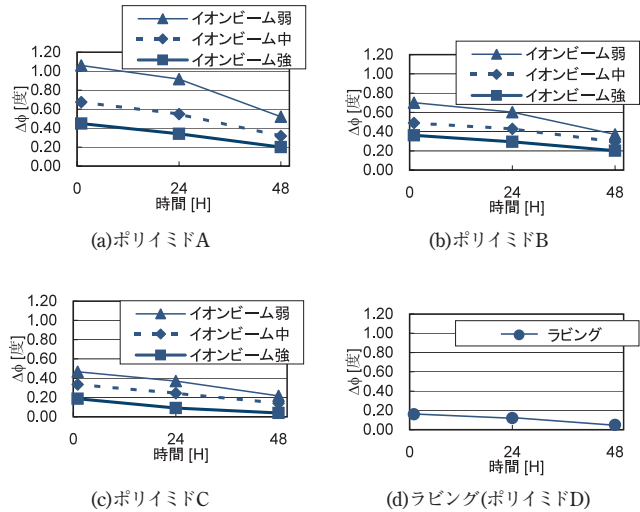 イオンビーム弱
イオンビーム中
イオンビーム強
1.20
1.00
0.80
0.60
0.40
0.20
0.00
Δφ [度]
0 24 48
時間 [H]
(a)ポリイミドA
イオンビーム弱
イオンビーム中
イオンビーム強
1.20
1.00
0.80
0.60
0.40
0.20
0.00
Δφ [度]
0 24 48
時間 [H]
(b)ポリイミドB
イオンビーム弱
イオンビーム中
イオンビーム強
1.20
1.00
0.80
0.60
0.40
0.20
0.00
Δφ [度]
0 24 48
時間 [H]
(c)ポリイミドC
ラビング
1.20
1.00
0.80
0.60
0.40
0.20
0.00
Δφ [度]
0 24 48
時間 [H]
(d)ラビング(ポリイミドD)